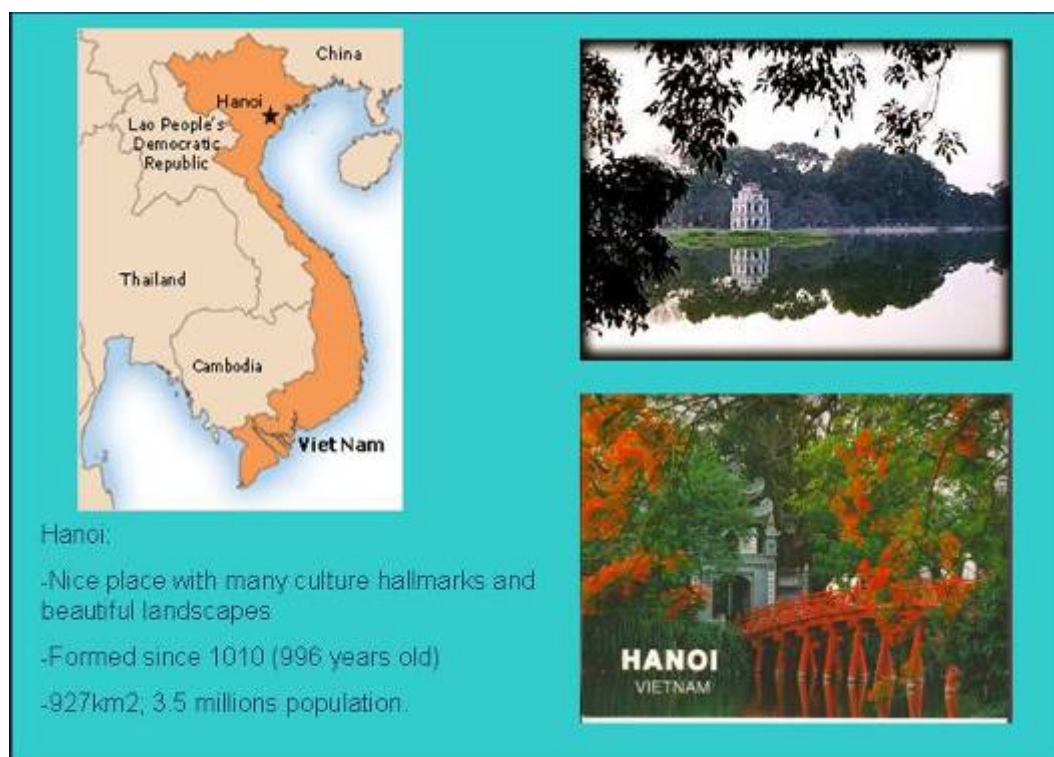 China
Hanoi
Lao People's
Democratic
Republic
Thailand
Cambodia
Viet Nam
Hanoi:
-Nice place with many culture hallmarks and
beautiful landscapes
-Formed since 1010 (996 years old)
-927km2; 3.5 millions population.
HANOI
VIETNAM